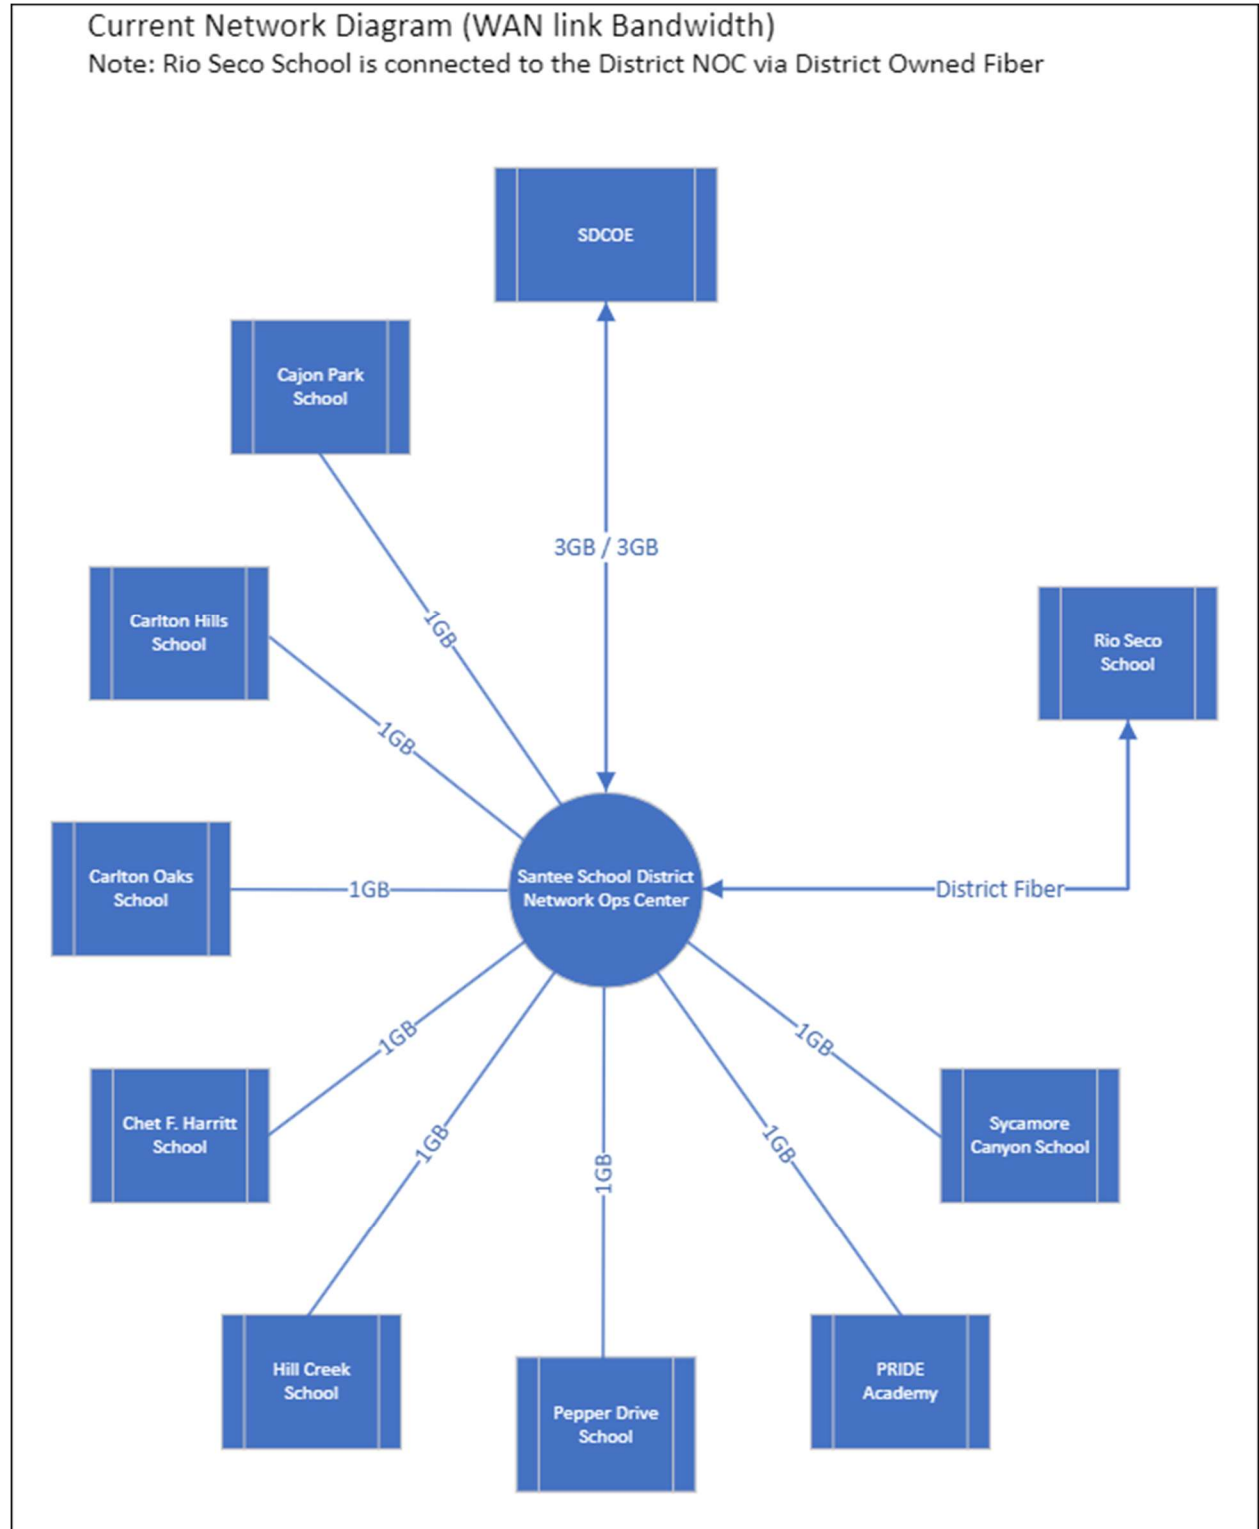 Current Network Diagram (WAN link Bandwidth)
Note: Rio Seco School is connected to the District NOC via District Owned Fiber
SDCOE
Cajon Park
School
3GB / 3GB
1GB
Carlton Hills
School
Rio Seco
School
1GB
Carlton Oaks
School
1GB
Santee School District
Network Ops Center
District Fiber
1GB
1GB
Chet F. Harritt
School
Sycamore
Canyon School
1GB
1GB
1GB
Hill Creek
School
PRIDE
Academy
Pepper Drive
School